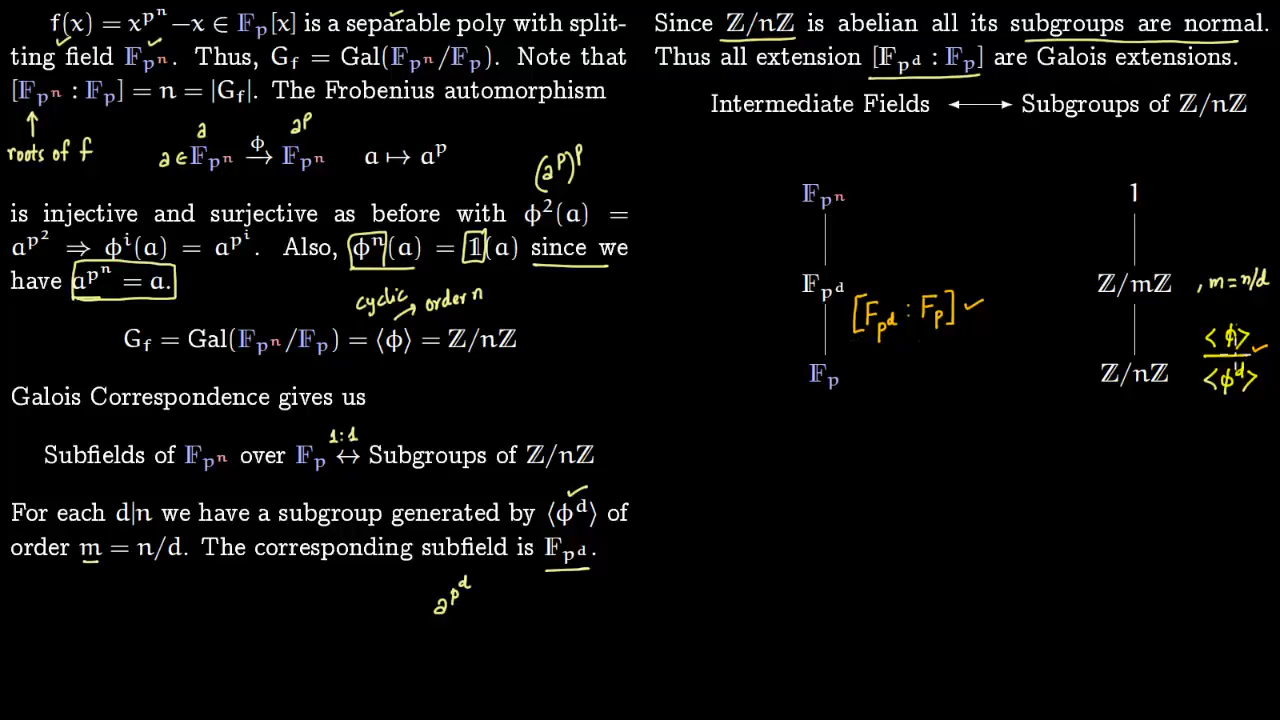 f(x) = x^{p^n} − x ∈ 𝔽_p[x] is a separable poly with split-
ting field 𝔽_{p^n}. Thus, G_f = Gal(𝔽_{p^n}/𝔽_p). Note that
[𝔽_{p^n} : 𝔽_p] = n = |G_f|. The Frobenius automorphism
roots of f
a a^p
a ∈ 𝔽_{p^n} →^ϕ 𝔽_{p^n} a ↦ a^p
(a^p)^p
is injective and surjective as before with ϕ^2(a) =
a^{p^2} ⇒ ϕ^i(a) = a^{p^i}. Also, ϕ^n(a) = 𝟙(a) since we
have a^{p^n} = a.
cyclic order n
G_f = Gal(𝔽_{p^n}/𝔽_p) = ⟨ϕ⟩ = ℤ/nℤ
Galois Correspondence gives us
1:1
Subfields of 𝔽_{p^n} over 𝔽_p ↔ Subgroups of ℤ/nℤ
For each d|n we have a subgroup generated by ⟨ϕ^d⟩ of
order m = n/d. The corresponding subfield is 𝔽_{p^d}.
a^{p^d}
Since ℤ/nℤ is abelian all its subgroups are normal.
Thus all extension [𝔽_{p^d} : 𝔽_p] are Galois extensions.
Intermediate Fields ⟷ Subgroups of ℤ/nℤ
𝔽_{p^n} 1
𝔽_{p^d} ℤ/mℤ , m = n/d
[F_{p^d} : F_p] ✓
<ϕ>
𝔽_p ℤ/nℤ
<ϕ^d>